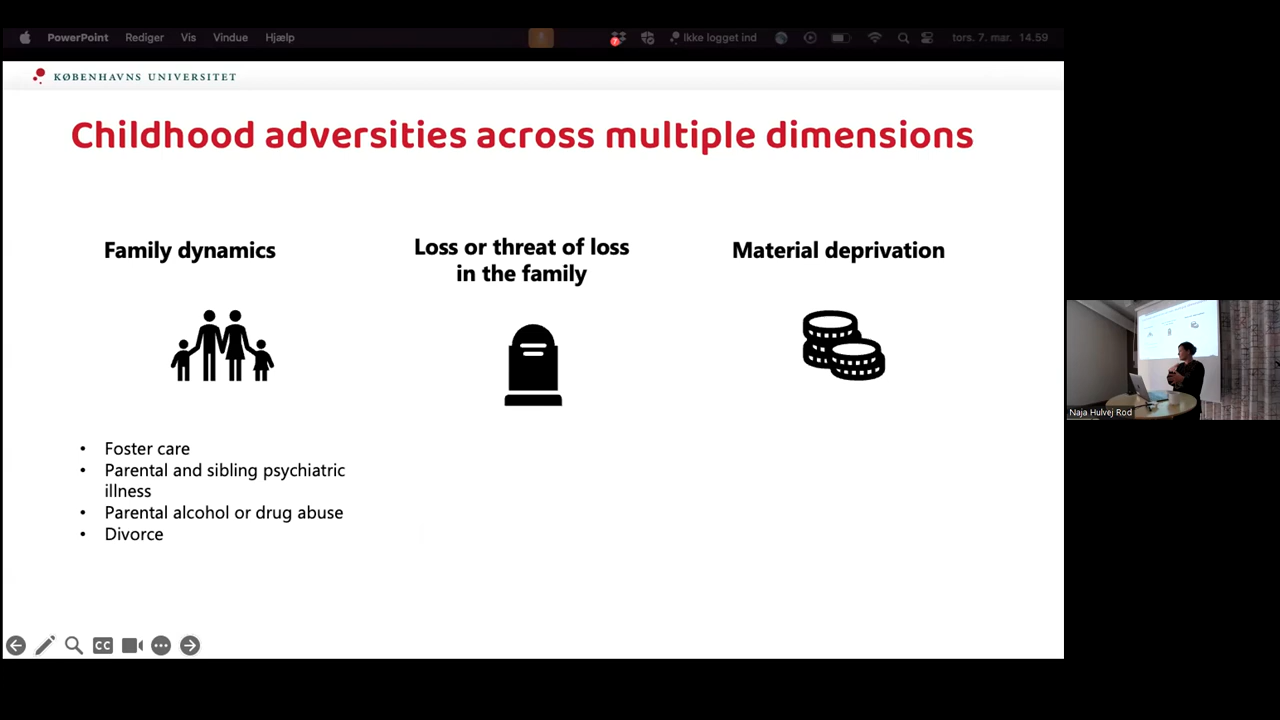 PowerPoint Rediger Vis Vindue Hjælp 7 Ikke logget ind tors. 7. mar. 14.59
KØBENHAVNS UNIVERSITET
Childhood adversities across multiple dimensions
Family dynamics
Loss or threat of loss
in the family
Material deprivation
• Foster care
• Parental and sibling psychiatric
illness
• Parental alcohol or drug abuse
• Divorce
CC
Naja Hulvej Rod